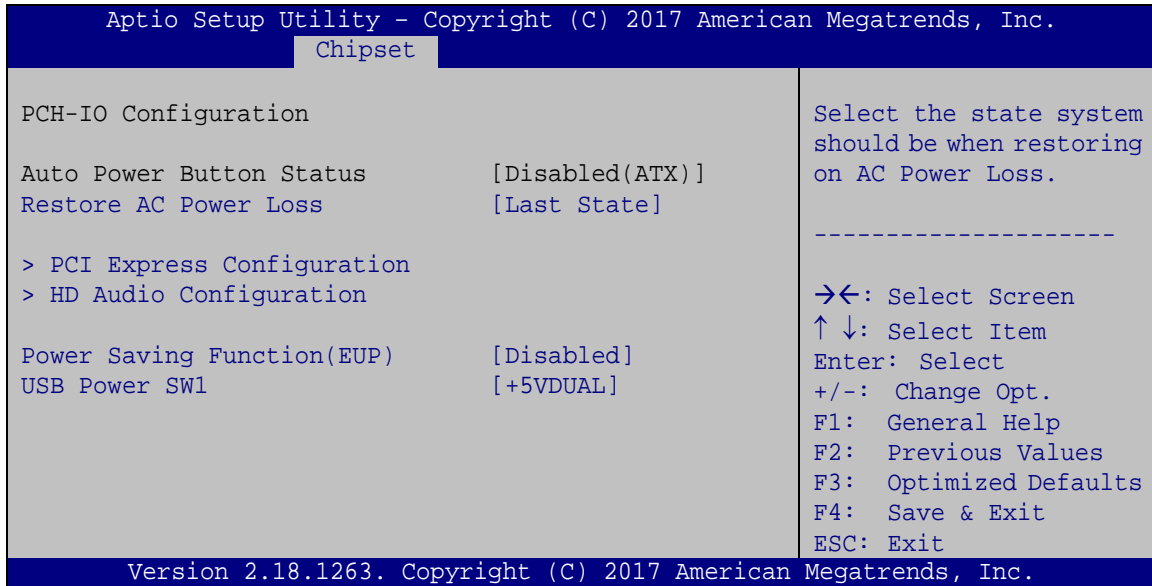 Aptio Setup Utility – Copyright (C) 2017 American Megatrends, Inc.
Chipset
PCH-IO Configuration
Auto Power Button Status [Disabled(ATX)]
Restore AC Power Loss [Last State]
> PCI Express Configuration
> HD Audio Configuration
Power Saving Function(EUP) [Disabled]
USB Power SW1 [+5VDUAL]
Select the state system
should be when restoring
on AC Power Loss.
---------------------
→←: Select Screen
↑ ↓: Select Item
Enter: Select
+/-: Change Opt.
F1: General Help
F2: Previous Values
F3: Optimized Defaults
F4: Save & Exit
ESC: Exit
Version 2.18.1263. Copyright (C) 2017 American Megatrends, Inc.